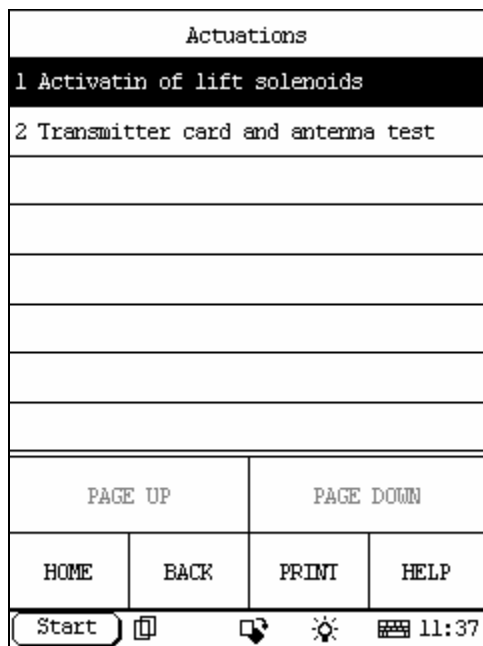 Actuations
1 Activatin of lift solenoids
2 Transmitter card and antenna test
PAGE UP PAGE DOWN
HOME BACK PRINT HELP
Start 11:37